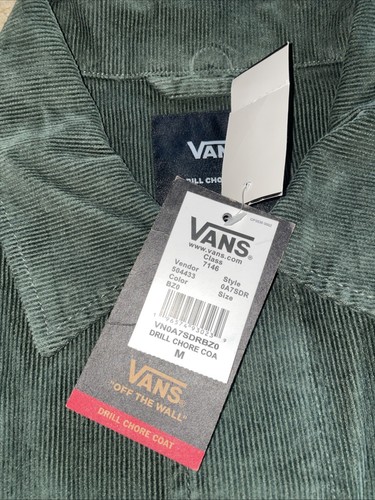 VANS
DRILL CHORE
VANS
www.vans.com
Class
7146
Vendor Style
504433 0A7SDR
Color Size
BZ0
VN0A7SDRBZ0
DRILL CHORE COA
M
VANS
"OFF THE WALL"
DRILL CHORE COAT